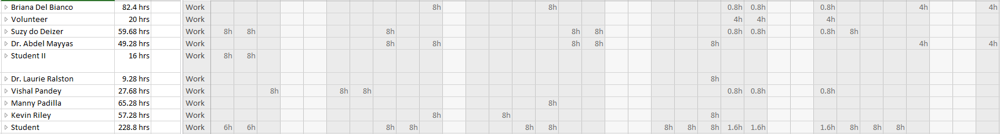 Briana Del Bianco 82.4 hrs Work 8h 8h 0.8h 0.8h 0.8h 4h 4h
Volunteer 20 hrs Work 4h 4h 4h
Suzy do Deizer 59.68 hrs Work 8h 8h 8h 8h 8h 0.8h 0.8h 0.8h 8h
Dr. Abdel Mayyas 49.28 hrs Work 8h 8h 8h 8h 8h 4h 4h
Student II 16 hrs Work 8h 8h
Dr. Laurie Ralston 9.28 hrs Work 8h
Vishal Pandey 27.68 hrs Work 8h 8h 8h 0.8h 0.8h 0.8h
Manny Padilla 65.28 hrs Work 8h
Kevin Riley 57.28 hrs Work 8h 8h 8h
Student 228.8 hrs Work 6h 6h 8h 8h 8h 8h 8h 8h 8h 1.6h 1.6h 1.6h 8h 8h 8h